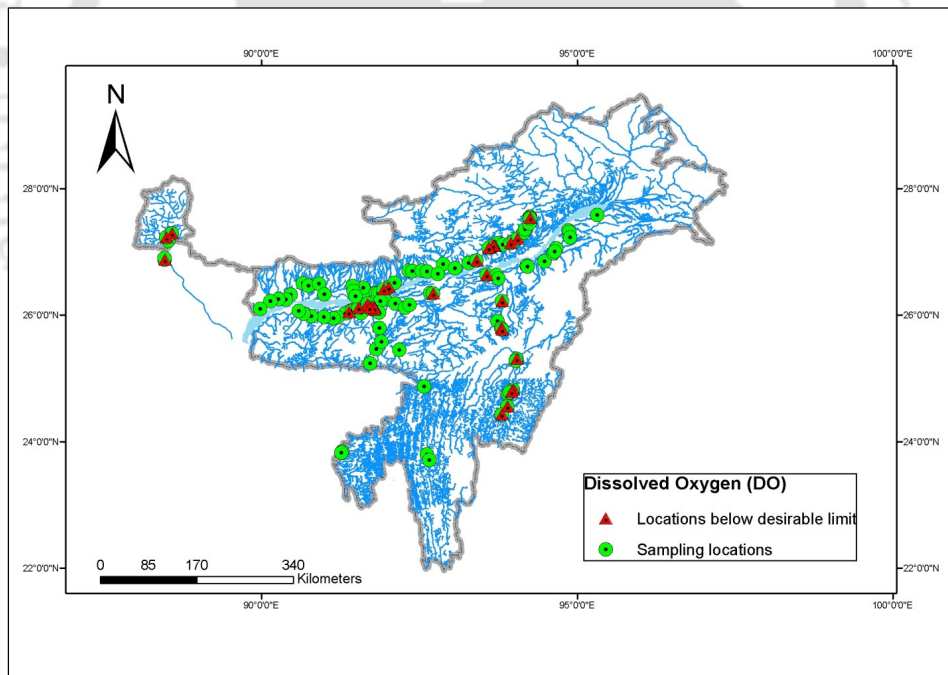 90°0'0"E 95°0'0"E 100°0'0"E
N
28°0'0"N 28°0'0"N
26°0'0"N 26°0'0"N
24°0'0"N 24°0'0"N
Dissolved Oxygen (DO)
Locations below desirable limit
Sampling locations
0 85 170 340
Kilometers
22°0'0"N 22°0'0"N
90°0'0"E 95°0'0"E 100°0'0"E